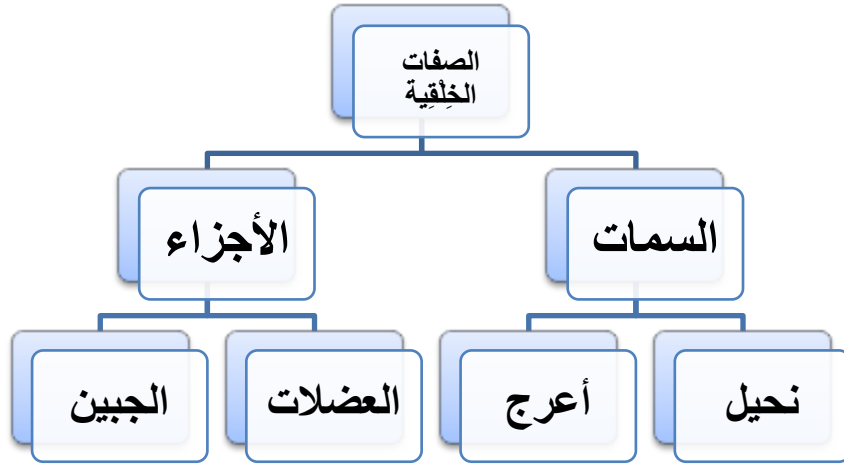 الصفات
الخِلْقِية
السمات
الأجزاء
نحيل
أعرج
العضلات
الجبين